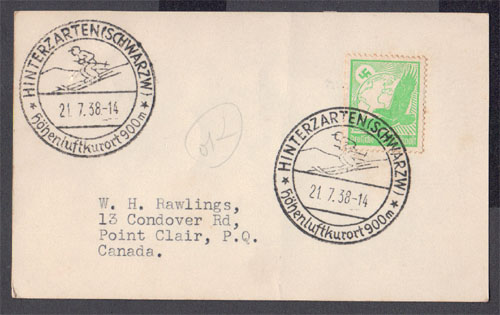 HINTERZARTEN (SCHWARZW)
21.7.38-14
Höhenluftkurort 900m
HINTERZARTEN (SCHWARZW)
21.7.38-14
Höhenluftkurort 900m
W. H. Rawlings,
13 Condover Rd,
Point Clair, P.Q.
Canada.